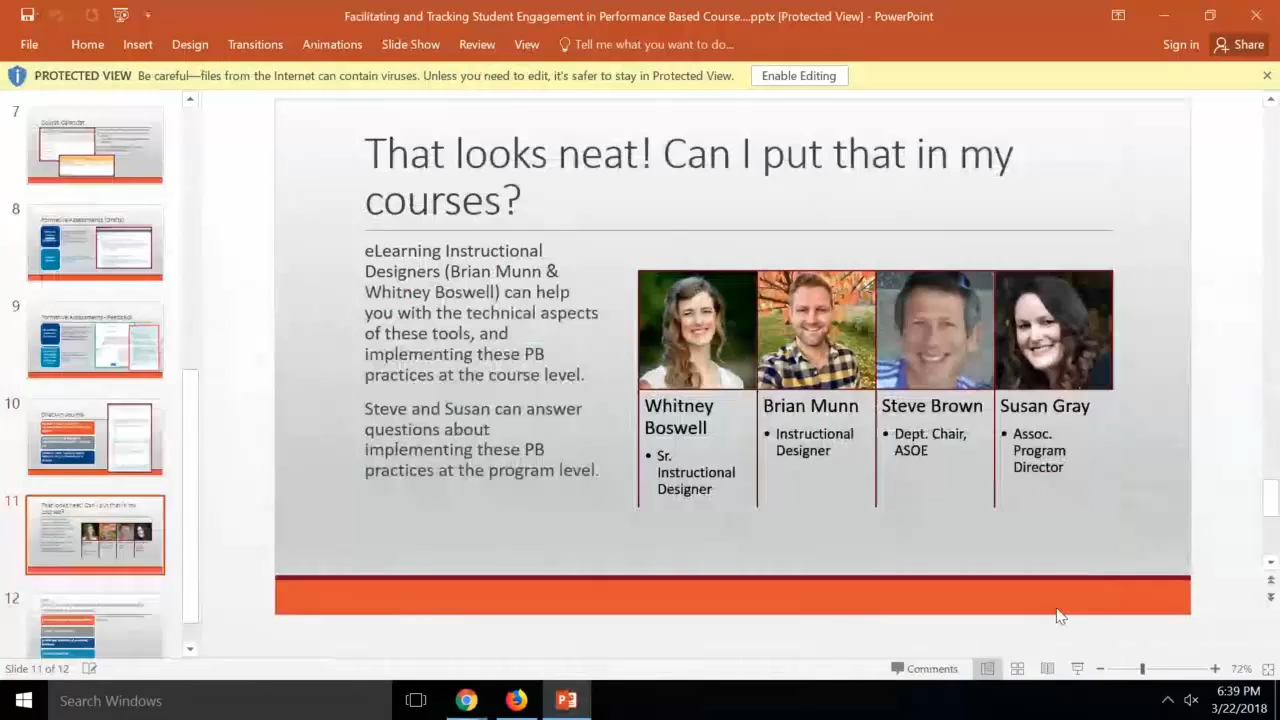 Facilitating and Tracking Student Engagement in Performance Based Course....pptx [Protected View] - PowerPoint
File Home Insert Design Transitions Animations Slide Show Review View Tell me what you want to do... Sign in Share
PROTECTED VIEW Be careful—files from the Internet can contain viruses. Unless you need to edit, it's safer to stay in Protected View. Enable Editing
7
8
9
10
11
12
That looks neat! Can I put that in my
courses?
eLearning Instructional
Designers (Brian Munn &
Whitney Boswell) can help
you with the technical aspects
of these tools, and
implementing these PB
practices at the course level.
Steve and Susan can answer
questions about
implementing these PB
practices at the program level.
Whitney
Boswell
• Sr.
Instructional
Designer
Brian Munn
• Instructional
Designer
Steve Brown
• Dept. Chair,
ASOE
Susan Gray
• Assoc.
Program
Director
Slide 11 of 12
Comments
72%
Search Windows
6:39 PM
3/22/2018